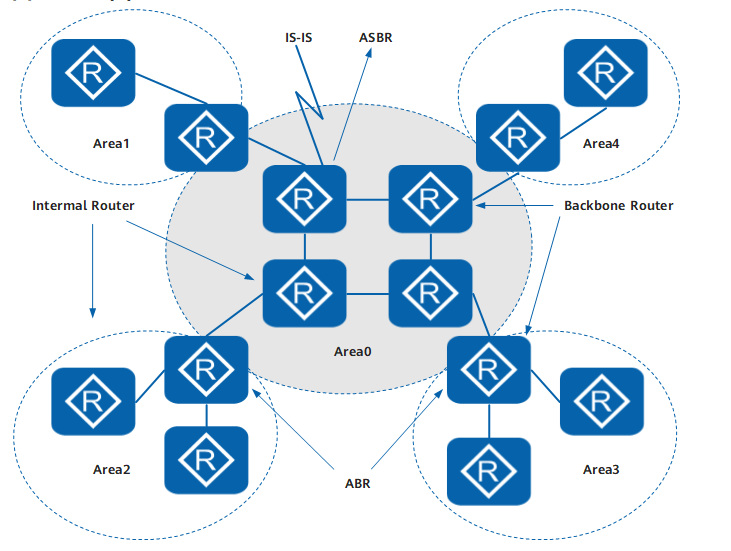 IS-IS
ASBR
R
R
R
R
Area1
Area4
R
R
Intermal Router
Backbone Router
R
R
Area0
R
R
R
R
R
R
Area2
Area3
ABR